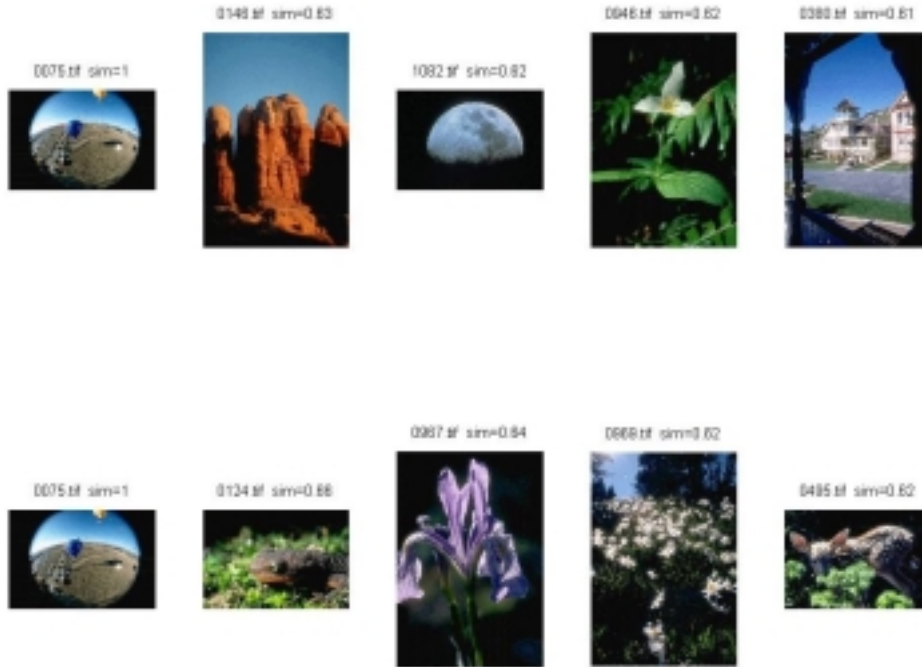 0146.tif sim=0.63
0946.tif sim=0.62
0380.tif sim=0.61
0075.tif sim=1
1082.tif sim=0.62
0967.tif sim=0.64
0969.tif sim=0.62
0075.tif sim=1
0124.tif sim=0.66
0495.tif sim=0.62